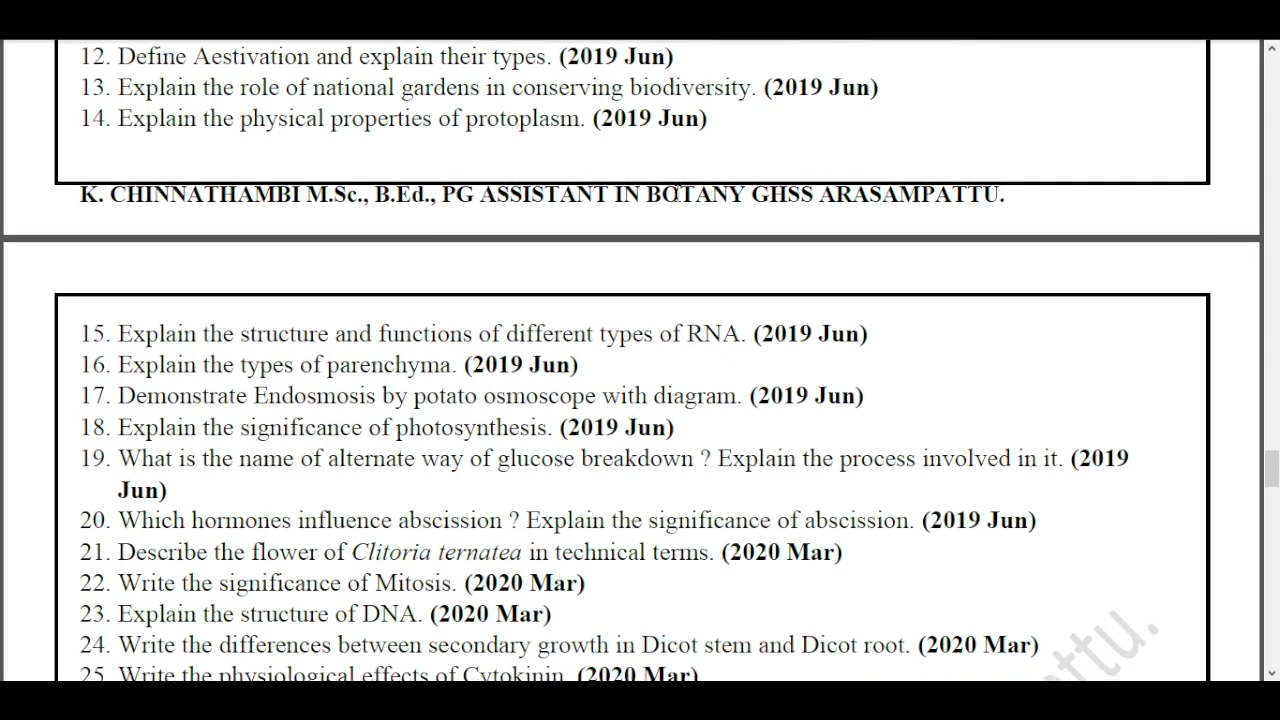 12. Define Aestivation and explain their types. (2019 Jun)
13. Explain the role of national gardens in conserving biodiversity. (2019 Jun)
14. Explain the physical properties of protoplasm. (2019 Jun)
K. CHINNATHAMBI M.Sc., B.Ed., PG ASSISTANT IN BOTANY GHSS ARASAMPATTU.
15. Explain the structure and functions of different types of RNA. (2019 Jun)
16. Explain the types of parenchyma. (2019 Jun)
17. Demonstrate Endosmosis by potato osmoscope with diagram. (2019 Jun)
18. Explain the significance of photosynthesis. (2019 Jun)
19. What is the name of alternate way of glucose breakdown ? Explain the process involved in it. (2019
Jun)
20. Which hormones influence abscission ? Explain the significance of abscission. (2019 Jun)
21. Describe the flower of Clitoria ternatea in technical terms. (2020 Mar)
22. Write the significance of Mitosis. (2020 Mar)
23. Explain the structure of DNA. (2020 Mar)
24. Write the differences between secondary growth in Dicot stem and Dicot root. (2020 Mar)
25. Write the physiological effects of Cytokinin. (2020 Mar)
ttu.